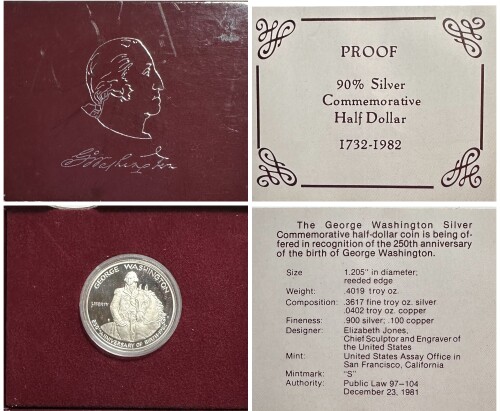 G Washington
PROOF
90% Silver
Commemorative
Half Dollar
1732-1982
GEORGE WASHINGTON
LIBERTY
250TH ANNIVERSARY OF BIRTH
The George Washington Silver
Commemorative half-dollar coin is being of-
fered in recognition of the 250th anniversary
of the birth of George Washington.
Size 1.205" in diameter;
reeded edge
Weight: .4019 troy oz.
Composition: .3617 fine troy oz. silver
.0402 troy oz. copper
Fineness: .900 silver; .100 copper
Designer: Elizabeth Jones,
Chief Sculptor and Engraver of
the United States
Mint: United States Assay Office in
San Francisco, California
Mintmark: "S"
Authority: Public Law 97-104
December 23, 1981